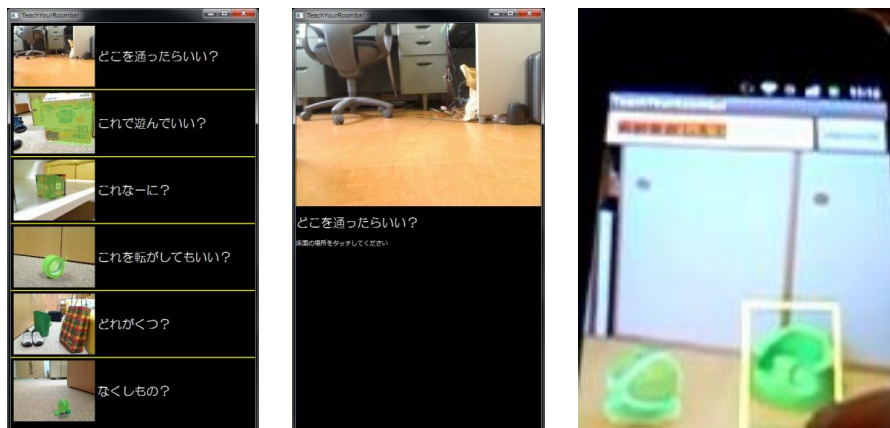 TeachYourRoomba!
どこを通ったらいい?
これで遊んでいい?
これなーに?
これを転がしてもいい?
どれがくつ?
なくしもの?
TeachYourRoomba!
どこを通ったらいい?
床面の場所をタッチしてください
11:16
TeachYourRoomba!